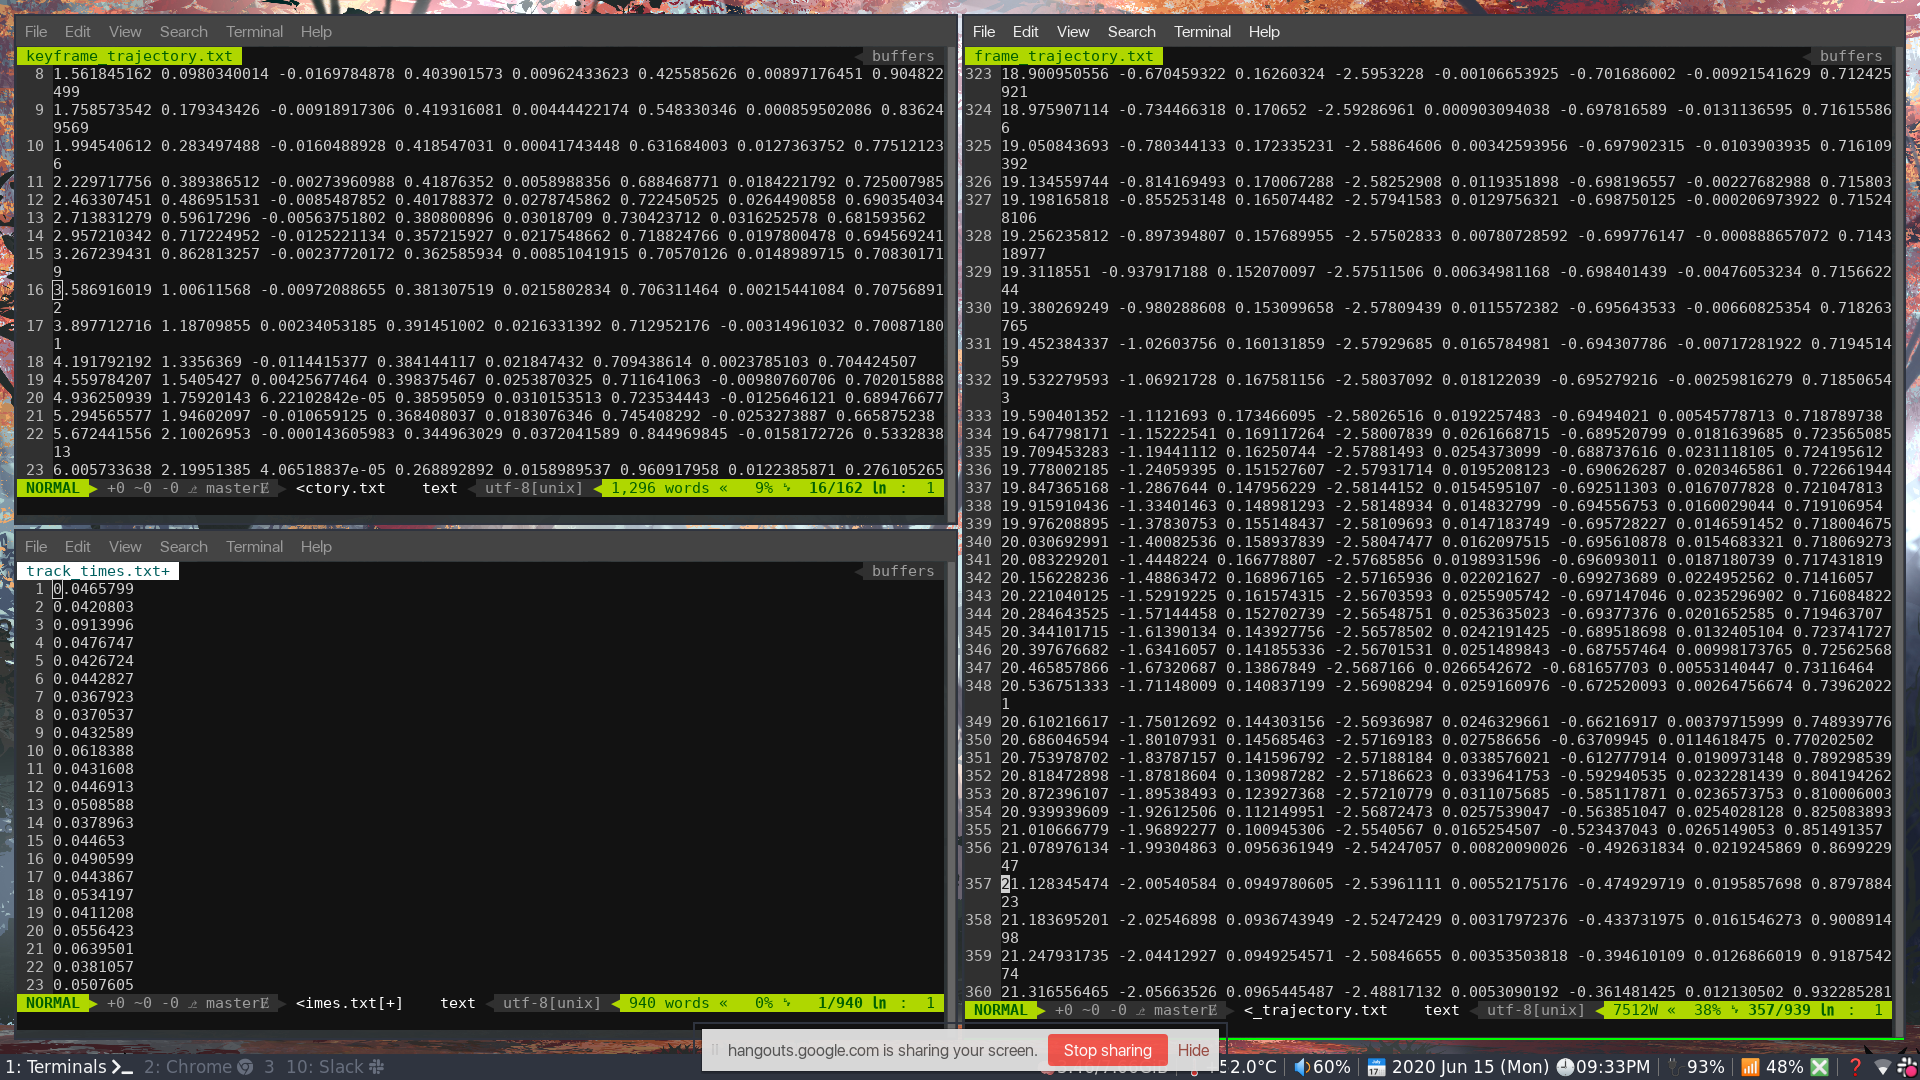 File Edit View Search Terminal Help
keyframe_trajectory.txt buffers
8 1.561845162 0.0980340014 -0.0169784878 0.403901573 0.00962433623 0.425585626 0.00897176451 0.904822
499
9 1.758573542 0.179343426 -0.00918917306 0.419316081 0.00444422174 0.548330346 0.000859502086 0.83624
9569
10 1.994540612 0.283497488 -0.0160488928 0.418547031 0.00041743448 0.631684003 0.0127363752 0.77512123
6
11 2.229717756 0.389386512 -0.00273960988 0.41876352 0.0058988356 0.688468771 0.0184221792 0.725007985
12 2.463307451 0.486951531 -0.0085487852 0.401788372 0.0278745862 0.722450525 0.0264490858 0.690354034
13 2.713831279 0.59617296 -0.00563751802 0.380800896 0.03018709 0.730423712 0.0316252578 0.681593562
14 2.957210342 0.717224952 -0.0125221134 0.357215927 0.0217548662 0.718824766 0.0197800478 0.694569241
15 3.267239431 0.862813257 -0.00237720172 0.362585934 0.00851041915 0.70570126 0.0148989715 0.70830171
9
16 3.586916019 1.00611568 -0.00972088655 0.381307519 0.0215802834 0.706311464 0.00215441084 0.70756891
2
17 3.897712716 1.18709855 0.00234053185 0.391451002 0.0216331392 0.712952176 -0.00314961032 0.70087180
1
18 4.191792192 1.3356369 -0.0114415377 0.384144117 0.021847432 0.709438614 0.0023785103 0.704424507
19 4.559784207 1.5405427 0.00425677464 0.398375467 0.0253870325 0.711641063 -0.00980760706 0.702015888
20 4.936250939 1.75920143 6.22102842e-05 0.38595059 0.0310153513 0.723534443 -0.0125646121 0.689476677
21 5.294565577 1.94602097 -0.010659125 0.368408037 0.0183076346 0.745408292 -0.0253273887 0.665875238
22 5.672441556 2.10026953 -0.000143605983 0.344963029 0.0372041589 0.844969845 -0.0158172726 0.5332838
13
23 6.005733638 2.19951385 4.06518837e-05 0.268892892 0.0158989537 0.960917958 0.0122385871 0.276105265
NORMAL +0 ~0 -0 master <ctory.txt text utf-8[unix] 1,296 words « 9% 16/162 ln : 1
File Edit View Search Terminal Help
track_times.txt+ buffers
1 0.0465799
2 0.0420803
3 0.0913996
4 0.0476747
5 0.0426724
6 0.0442827
7 0.0367923
8 0.0370537
9 0.0432589
10 0.0618388
11 0.0431608
12 0.0446913
13 0.0508588
14 0.0378963
15 0.044653
16 0.0490599
17 0.0443867
18 0.0534197
19 0.0411208
20 0.0556423
21 0.0639501
22 0.0381057
23 0.0507605
NORMAL +0 ~0 -0 master <imes.txt[+] text utf-8[unix] 940 words « 0% 1/940 ln : 1
File Edit View Search Terminal Help
frame_trajectory.txt buffers
323 18.900950556 -0.670459322 0.16260324 -2.5953228 -0.00106653925 -0.701686002 -0.00921541629 0.712425
921
324 18.975907114 -0.734466318 0.170652 -2.59286961 0.000903094038 -0.697816589 -0.0131136595 0.71615586
6
325 19.050843693 -0.780344133 0.172335231 -2.58864606 0.00342593956 -0.697902315 -0.0103903935 0.716109
392
326 19.134559744 -0.814169493 0.170067288 -2.58252908 0.0119351898 -0.698196557 -0.00227682988 0.715803
327 19.198165818 -0.855253148 0.165074482 -2.57941583 0.0129756321 -0.698750125 -0.000206973922 0.71524
8106
328 19.256235812 -0.897394807 0.157689955 -2.57502833 0.00780728592 -0.699776147 -0.000888657072 0.7143
18977
329 19.3118551 -0.937917188 0.152070097 -2.57511506 0.00634981168 -0.698401439 -0.00476053234 0.7156622
44
330 19.380269249 -0.980288608 0.153099658 -2.57809439 0.0115572382 -0.695643533 -0.00660825354 0.718263
765
331 19.452384337 -1.02603756 0.160131859 -2.57929685 0.0165784981 -0.694307786 -0.00717281922 0.7194514
59
332 19.532279593 -1.06921728 0.167581156 -2.58037092 0.018122039 -0.695279216 -0.00259816279 0.71850654
3
333 19.590401352 -1.1121693 0.173466095 -2.58026516 0.0192257483 -0.69494021 0.00545778713 0.718789738
334 19.647798171 -1.15222541 0.169117264 -2.58007839 0.0261668715 -0.689520799 0.0181639685 0.723565085
335 19.709453283 -1.19441112 0.16250744 -2.57881493 0.0254373099 -0.688737616 0.0231118105 0.724195612
336 19.778002185 -1.24059395 0.151527607 -2.57931714 0.0195208123 -0.690626287 0.0203465861 0.722661944
337 19.847365168 -1.2867644 0.147956229 -2.58144152 0.0154595107 -0.692511303 0.0167077828 0.721047813
338 19.915910436 -1.33401463 0.148981293 -2.58148934 0.014832799 -0.694556753 0.0160029044 0.719106954
339 19.976208895 -1.37830753 0.155148437 -2.58109693 0.0147183749 -0.695728227 0.0146591452 0.718004675
340 20.030692991 -1.40082536 0.158937839 -2.58047477 0.0162097515 -0.695610878 0.0154683321 0.718069273
341 20.083229201 -1.4448224 0.166778807 -2.57685856 0.0198931596 -0.696093011 0.0187180739 0.717431819
342 20.156228236 -1.48863472 0.168967165 -2.57165936 0.022021627 -0.699273689 0.0224952562 0.71416057
343 20.221040125 -1.52919225 0.161574315 -2.56703593 0.0255905742 -0.697147046 0.0235296902 0.716084822
344 20.284643525 -1.57144458 0.152702739 -2.56548751 0.0253635023 -0.69377376 0.0201652585 0.719463707
345 20.344101715 -1.61390134 0.143927756 -2.56578502 0.0242191425 -0.689518698 0.0132405104 0.723741727
346 20.397676682 -1.63416057 0.141855336 -2.56701531 0.0251489843 -0.687557464 0.00998173765 0.72562568
347 20.465857866 -1.67320687 0.13867849 -2.5687166 0.0266542672 -0.681657703 0.00553140447 0.73116464
348 20.536751333 -1.71148009 0.140837199 -2.56908294 0.0259160976 -0.672520093 0.00264756674 0.73962022
1
349 20.610216617 -1.75012692 0.144303156 -2.56936987 0.0246329661 -0.66216917 0.00379715999 0.748939776
350 20.686046594 -1.80107931 0.145685463 -2.57169183 0.027586656 -0.63709945 0.0114618475 0.770202502
351 20.753978702 -1.83787157 0.141596792 -2.57188184 0.0338576021 -0.612777914 0.0190973148 0.789298539
352 20.818472898 -1.87818604 0.130987282 -2.57186623 0.0339641753 -0.592940535 0.0232281439 0.804194262
353 20.872396107 -1.89538493 0.123927368 -2.57210779 0.0311075685 -0.585117871 0.0236573753 0.810006003
354 20.939939609 -1.92612506 0.112149951 -2.56872473 0.0257539047 -0.563851047 0.0254028128 0.825083893
355 21.010666779 -1.96892277 0.100945306 -2.5540567 0.0165254507 -0.523437043 0.0265149053 0.851491357
356 21.078976134 -1.99304863 0.0956361949 -2.54247057 0.00820090026 -0.492631834 0.0219245869 0.8699229
47
357 21.128345474 -2.00540584 0.0949780605 -2.53961111 0.00552175176 -0.474929719 0.0195857698 0.8797884
23
358 21.183695201 -2.02546898 0.0936743949 -2.52472429 0.00317972376 -0.433731975 0.0161546273 0.9008914
98
359 21.247931735 -2.04412927 0.0949254571 -2.50846655 0.00353503818 -0.394610109 0.0126866019 0.9187542
74
360 21.316556465 -2.05663526 0.0965445487 -2.48817132 0.0053090192 -0.361481425 0.012130502 0.932285281
NORMAL +0 ~0 -0 master <_trajectory.txt text utf-8[unix] 7512W « 38% 357/939 ln : 1
hangouts.google.com is sharing your screen. Stop sharing Hide
1: Terminals 2: Chrome 3 10: Slack 52.0°C 60% 2020 Jun 15 (Mon) 09:33PM 93% 48%